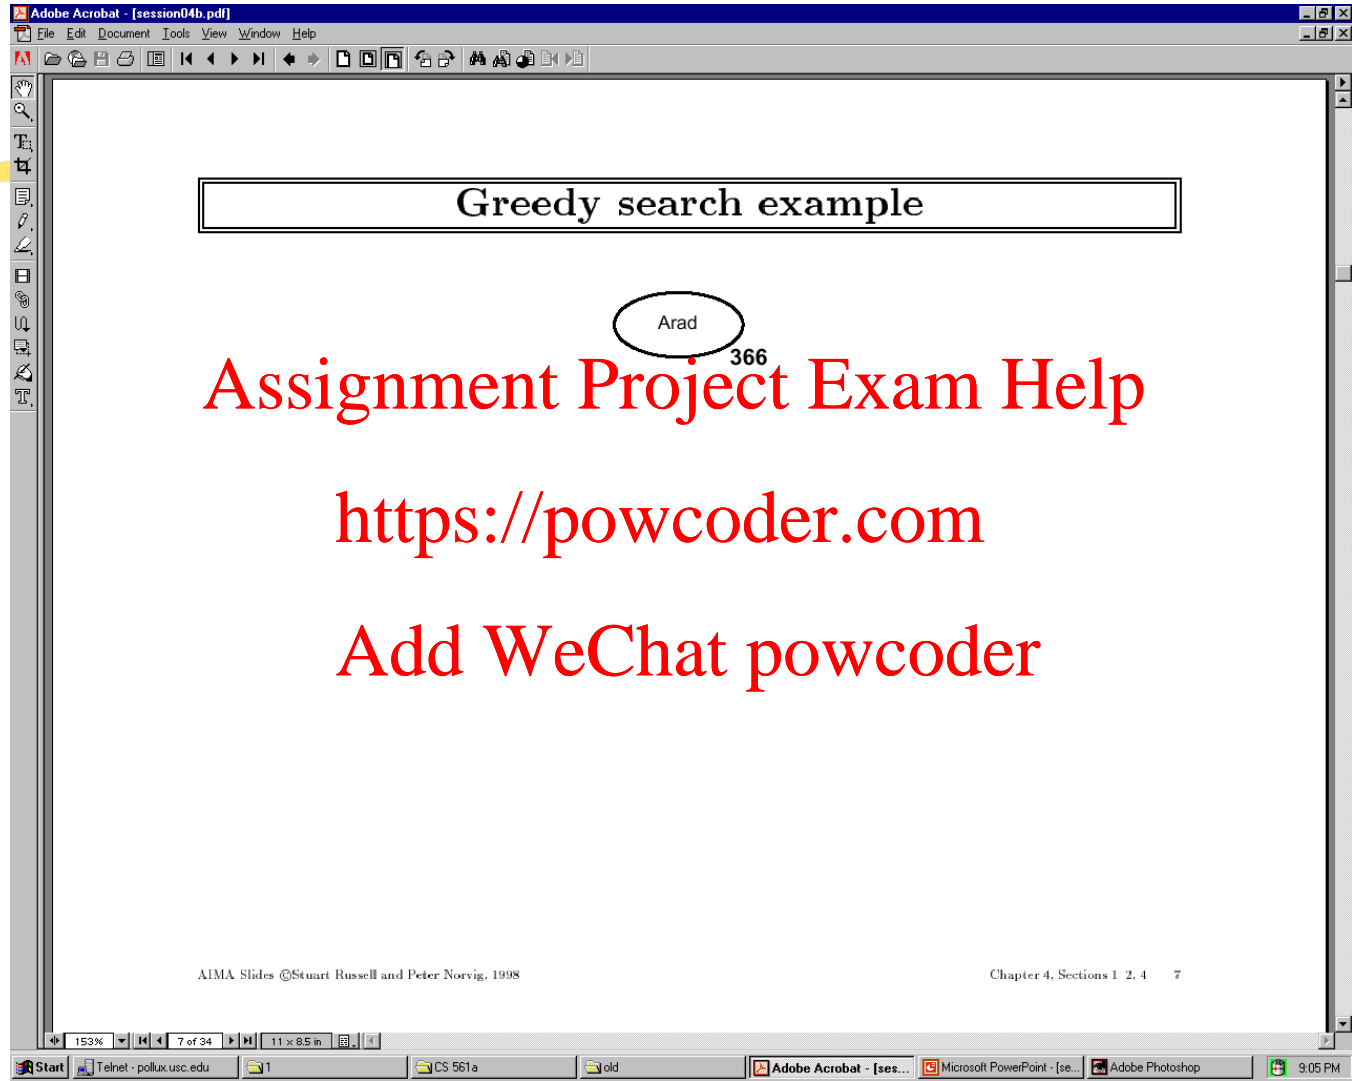 Adobe Acrobat - [session04b.pdf]
File Edit Document Tools View Window Help
Greedy search example
Arad
366
Assignment Project Exam Help
https://powcoder.com
Add WeChat powcoder
AIMA Slides ©Stuart Russell and Peter Norvig, 1998
Chapter 4, Sections 1 2, 4 7
153% 7 of 34 11 x 8.5 in
Start Telnet - pollux.usc.edu 1 CS 561a old Adobe Acrobat - [ses... Microsoft PowerPoint - [se... Adobe Photoshop 9:05 PM